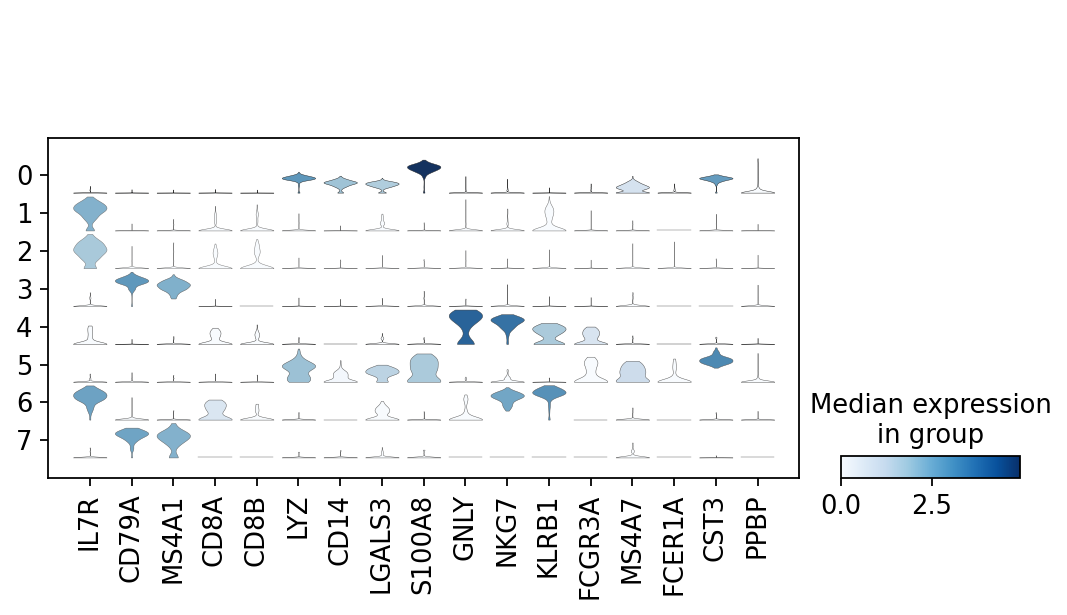 0
1
2
3
4
5
6
7
IL7R
CD79A
MS4A1
CD8A
CD8B
LYZ
CD14
LGALS3
S100A8
GNLY
NKG7
KLRB1
FCGR3A
MS4A7
FCER1A
CST3
PPBP
Median expression
in group
0.0 2.5